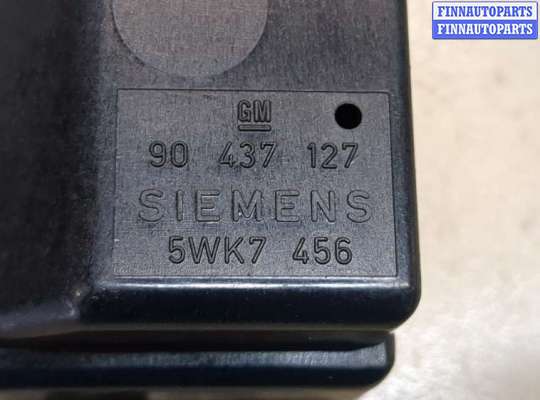 FINNAUTOPARTS
FINNAUTOPARTS
GM
90 437 127
SIEMENS
5WK7 456